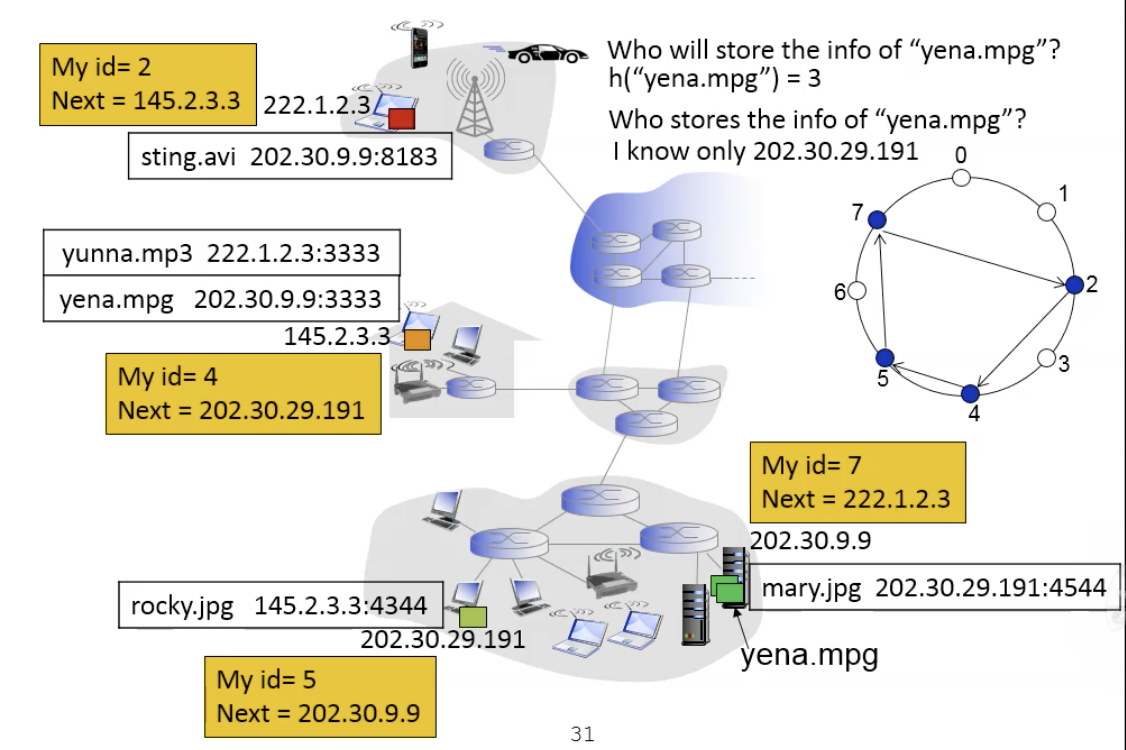 My id= 2
Next = 145.2.3.3
222.1.2.3
sting.avi 202.30.9.9:8183
Who will store the info of “yena.mpg”?
h(“yena.mpg”) = 3
Who stores the info of “yena.mpg”?
I know only 202.30.29.191
0
1
2
3
4
5
6
7
yunna.mp3 222.1.2.3:3333
yena.mpg 202.30.9.9:3333
145.2.3.3
My id= 4
Next = 202.30.29.191
My id= 7
Next = 222.1.2.3
202.30.9.9
mary.jpg 202.30.29.191:4544
yena.mpg
rocky.jpg 145.2.3.3:4344
202.30.29.191
My id= 5
Next = 202.30.9.9
31